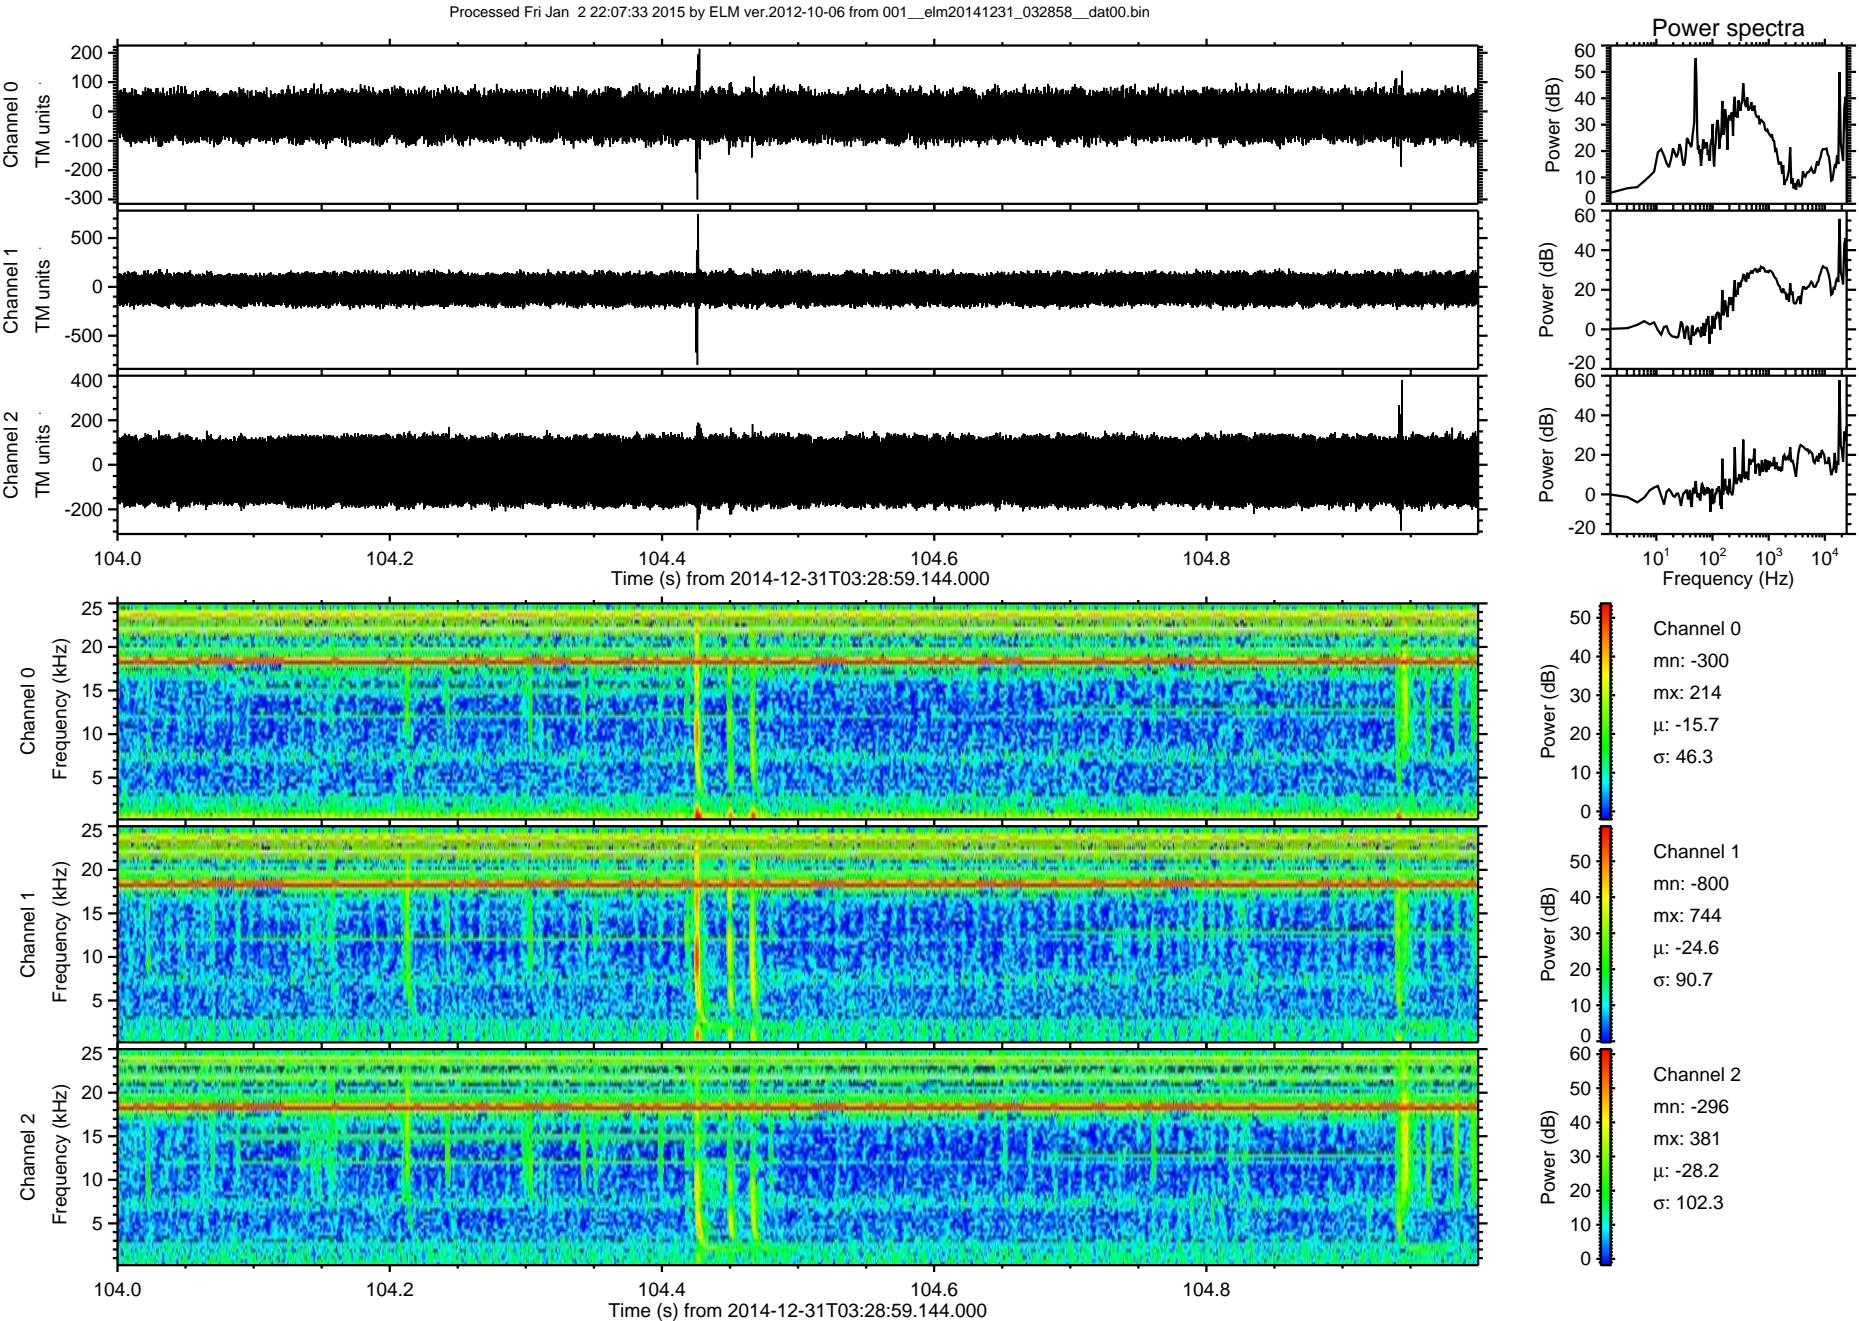 Processed Fri Jan  2 22:07:33 2015 by ELM ver.2012-10-06 from 001__elm20141231_032858__dat00.bin
Power spectra
Channel 0
TM units
200
100
0
-100
-200
-300
Power (dB)
60
50
40
30
20
10
0
Channel 1
TM units
500
0
-500
Power (dB)
60
40
20
0
-20
Channel 2
TM units
400
200
0
-200
Power (dB)
60
40
20
0
-20
104.0 104.2 104.4 104.6 104.8
Time (s) from 2014-12-31T03:28:59.144.000
10^1 10^2 10^3 10^4
Frequency (Hz)
Channel 0
Frequency (kHz)
25
20
15
10
5
Power (dB)
50
40
30
20
10
0
Channel 0
mn: -300
mx: 214
μ: -15.7
σ: 46.3
Channel 1
Frequency (kHz)
25
20
15
10
5
Power (dB)
50
40
30
20
10
0
Channel 1
mn: -800
mx: 744
μ: -24.6
σ: 90.7
Channel 2
Frequency (kHz)
25
20
15
10
5
Power (dB)
60
50
40
30
20
10
0
Channel 2
mn: -296
mx: 381
μ: -28.2
σ: 102.3
104.0 104.2 104.4 104.6 104.8
Time (s) from 2014-12-31T03:28:59.144.000